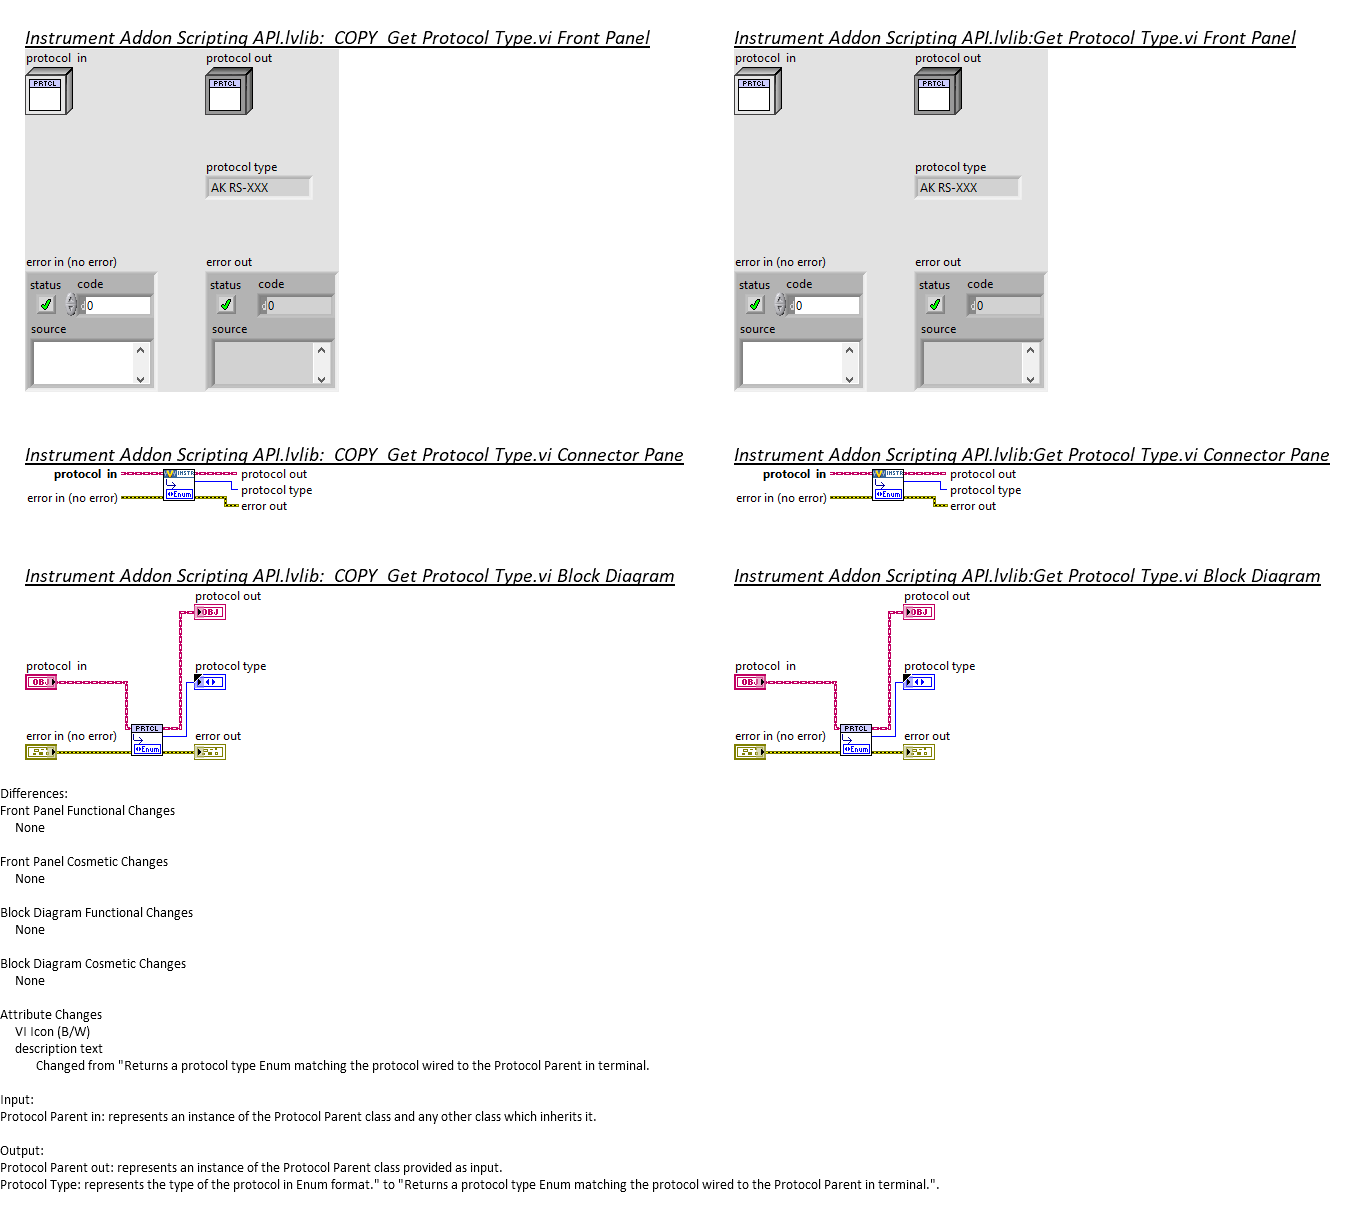 Instrument Addon Scripting API.lvlib:_COPY_Get Protocol Type.vi Front Panel
protocol  in
protocol out
PRTCL
PRTCL
protocol type
AK RS-XXX
error in (no error)
error out
status
code
status
code
d 0
d 0
source
source
Instrument Addon Scripting API.lvlib:Get Protocol Type.vi Front Panel
protocol  in
protocol out
PRTCL
PRTCL
protocol type
AK RS-XXX
error in (no error)
error out
status
code
status
code
d 0
d 0
source
source
Instrument Addon Scripting API.lvlib:_COPY_Get Protocol Type.vi Connector Pane
protocol  in
protocol out
INSTR
protocol type
Enum
error in (no error)
error out
Instrument Addon Scripting API.lvlib:Get Protocol Type.vi Connector Pane
protocol  in
protocol out
INSTR
protocol type
Enum
error in (no error)
error out
Instrument Addon Scripting API.lvlib:_COPY_Get Protocol Type.vi Block Diagram
protocol out
OBJ
protocol  in
protocol type
OBJ
PRTCL
error in (no error)
error out
Enum
Instrument Addon Scripting API.lvlib:Get Protocol Type.vi Block Diagram
protocol out
OBJ
protocol  in
protocol type
OBJ
PRTCL
error in (no error)
error out
Enum
Differences:
Front Panel Functional Changes
None
Front Panel Cosmetic Changes
None
Block Diagram Functional Changes
None
Block Diagram Cosmetic Changes
None
Attribute Changes
VI Icon (B/W)
description text
Changed from "Returns a protocol type Enum matching the protocol wired to the Protocol Parent in terminal.
Input:
Protocol Parent in: represents an instance of the Protocol Parent class and any other class which inherits it.
Output:
Protocol Parent out: represents an instance of the Protocol Parent class provided as input.
Protocol Type: represents the type of the protocol in Enum format." to "Returns a protocol type Enum matching the protocol wired to the Protocol Parent in terminal.".